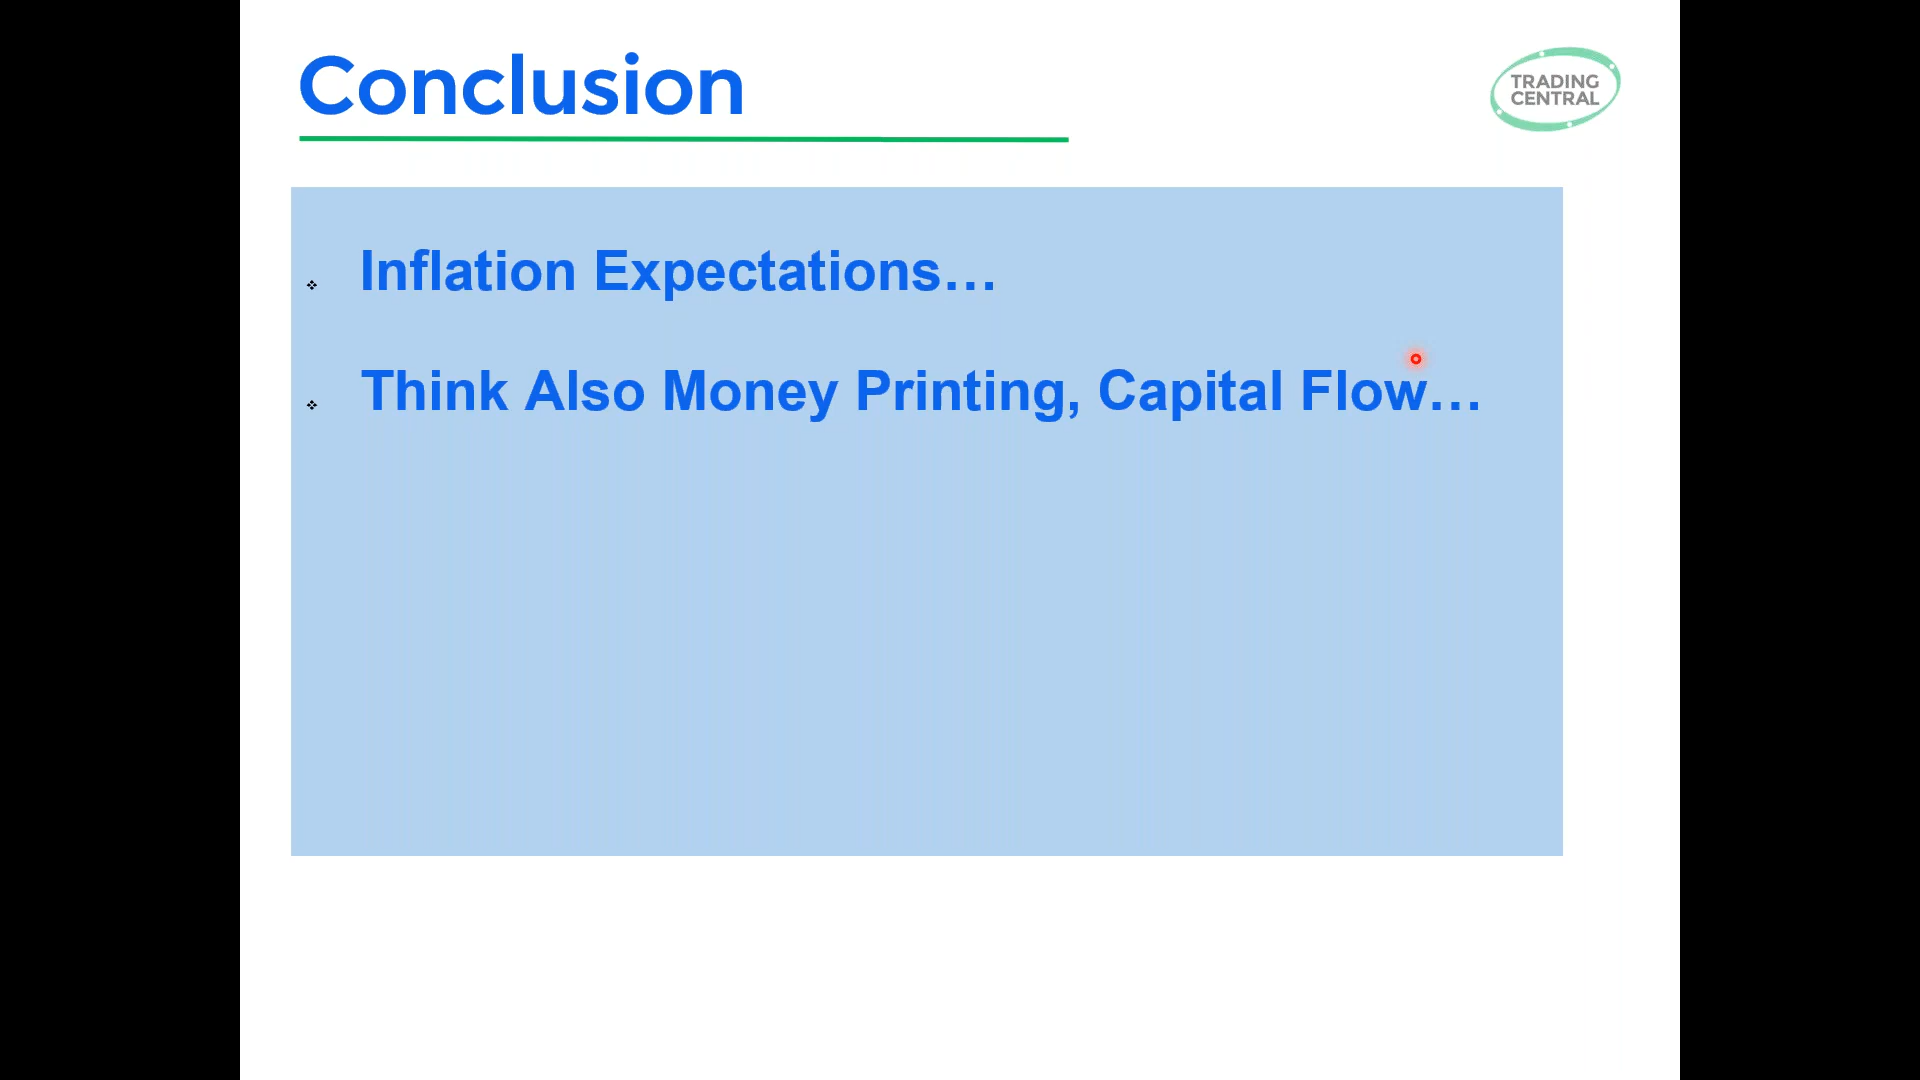 Conclusion
TRADING
CENTRAL
Inflation Expectations…
Think Also Money Printing, Capital Flow…